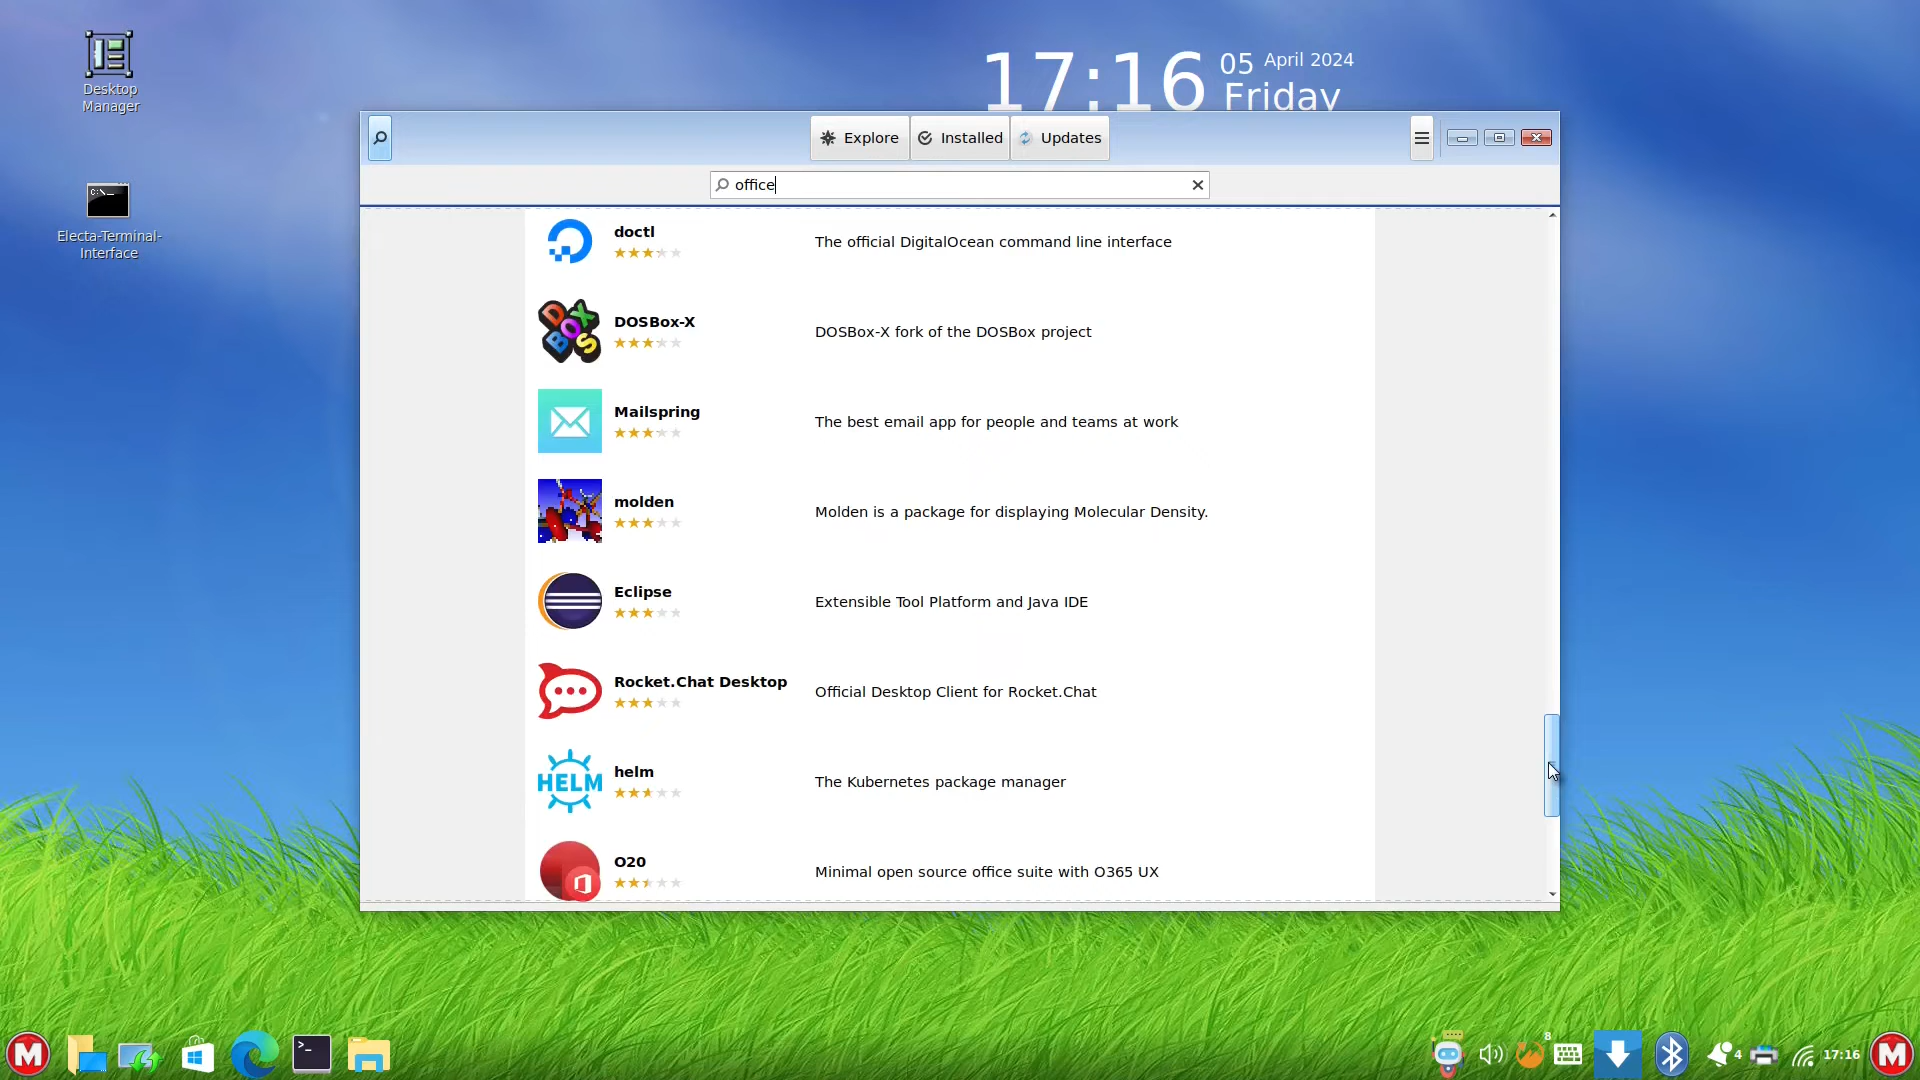 Desktop
Manager
Electa-Terminal-
Interface
17:16
05 April 2024
Friday
Explore
Installed
Updates
office
doctl
The official DigitalOcean command line interface
DOSBox-X
DOSBox-X fork of the DOSBox project
Mailspring
The best email app for people and teams at work
molden
Molden is a package for displaying Molecular Density.
Eclipse
Extensible Tool Platform and Java IDE
Rocket.Chat Desktop
Official Desktop Client for Rocket.Chat
HELM
helm
The Kubernetes package manager
O20
Minimal open source office suite with O365 UX
8
4
17:16